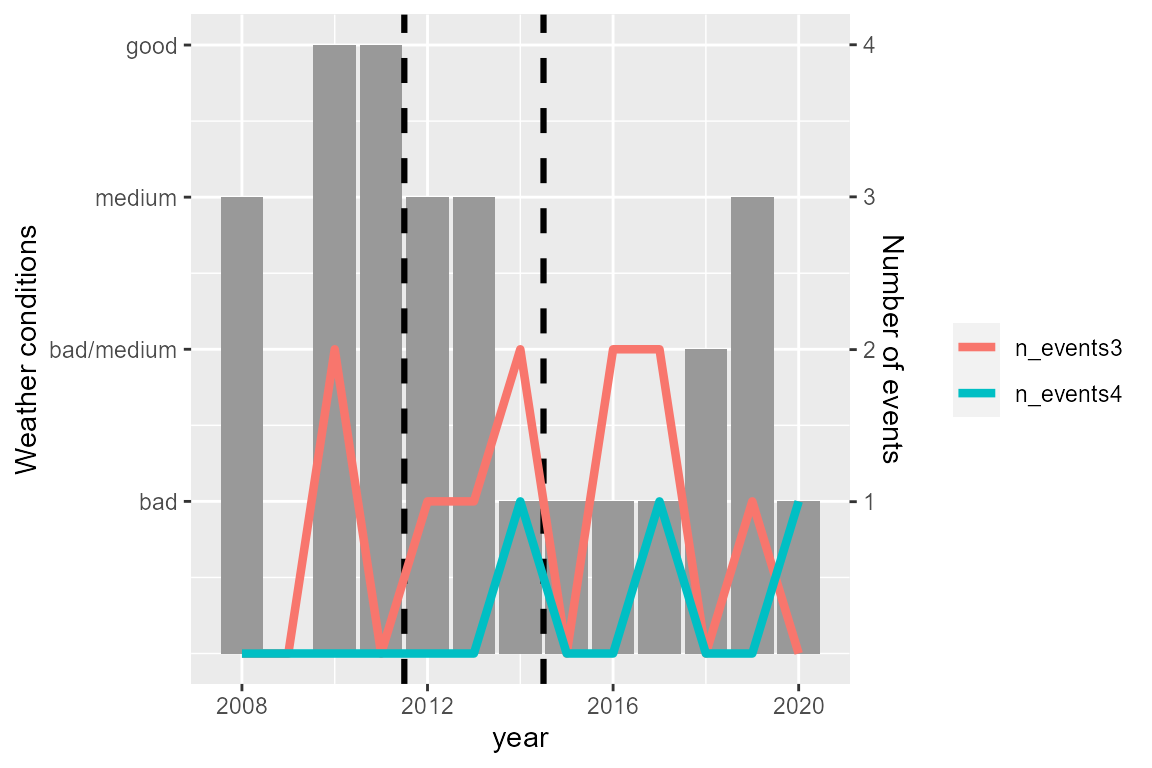 good
medium
bad/medium
bad
Weather conditions
4
3
2
1
Number of events
2008
2012
2016
2020
year
n_events3
n_events4